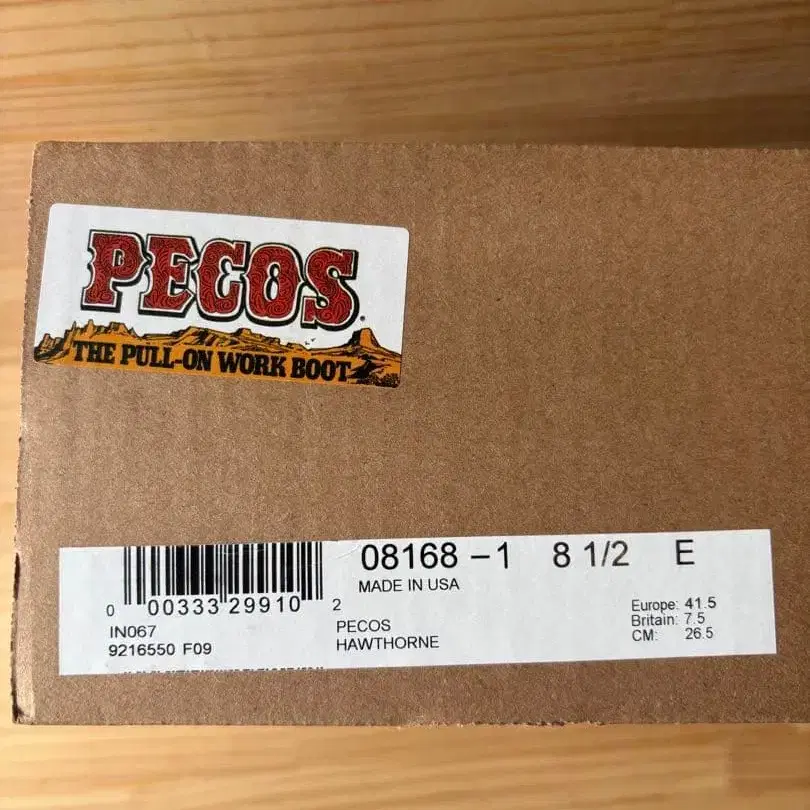 PECOS®
THE PULL-ON WORK BOOT
08168-1 8 1/2 E
MADE IN USA
0 00333 29910 2
IN067
9216550 F09
PECOS
HAWTHORNE
Europe: 41.5
Britain: 7.5
CM: 26.5